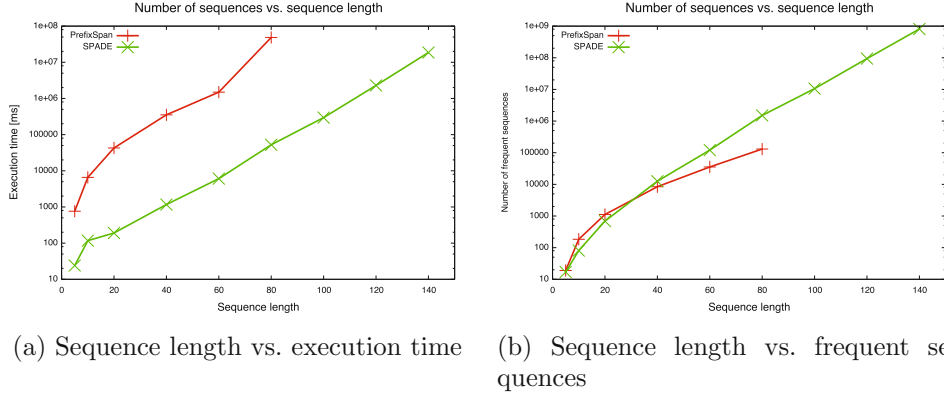 Number of sequences vs. sequence length
1e+08
1e+07
1e+06
100000
10000
1000
100
10
0 20 40 60 80 100 120 140
Execution time [ms]
Sequence length
PrefixSpan
SPADE
(a) Sequence length vs. execution time
Number of sequences vs. sequence length
1e+09
1e+08
1e+07
1e+06
100000
10000
1000
100
10
0 20 40 60 80 100 120 140
Number of frequent sequences
Sequence length
PrefixSpan
SPADE
(b) Sequence length vs. frequent se-
quences